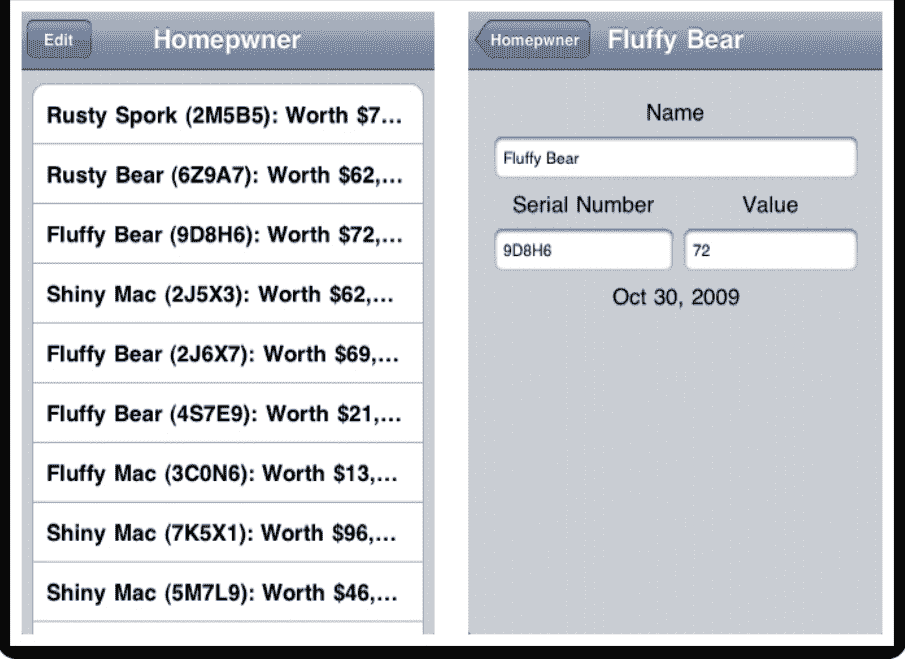 Edit
Homepwner
Rusty Spork (2M5B5): Worth $7...
Rusty Bear (6Z9A7): Worth $62,...
Fluffy Bear (9D8H6): Worth $72,...
Shiny Mac (2J5X3): Worth $62,...
Fluffy Bear (2J6X7): Worth $69,...
Fluffy Bear (4S7E9): Worth $21,...
Fluffy Mac (3C0N6): Worth $13,...
Shiny Mac (7K5X1): Worth $96,...
Shiny Mac (5M7L9): Worth $46,...
Homepwner
Fluffy Bear
Name
Fluffy Bear
Serial Number Value
9D8H6 72
Oct 30, 2009